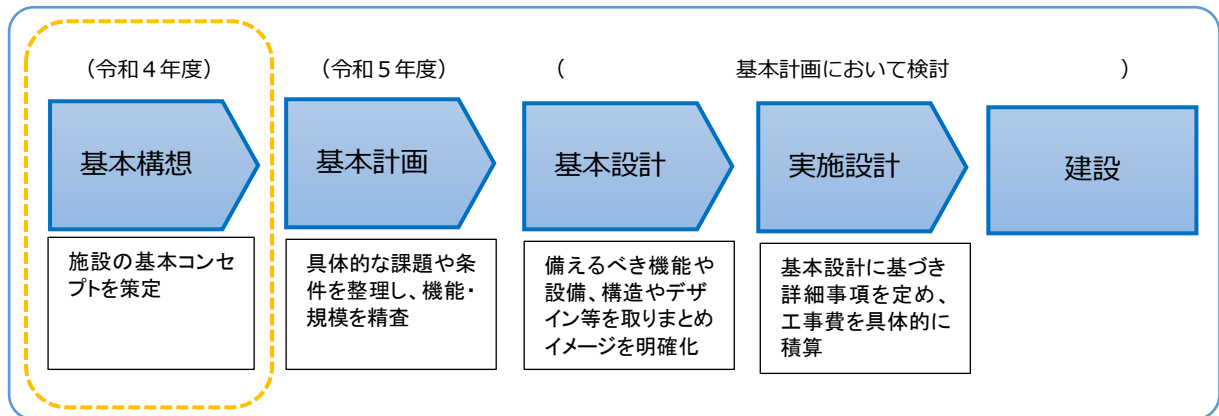 （令和４年度）
（令和５年度）
（　基本計画において検討　）
基本構想
基本計画
基本設計
実施設計
建設
施設の基本コンセ
プトを策定
具体的な課題や条
件を整理し、機能・
規模を精査
備えるべき機能や
設備、構造やデザ
イン等を取りまとめ
イメージを明確化
基本設計に基づき
詳細事項を定め、
工事費を具体的に
積算